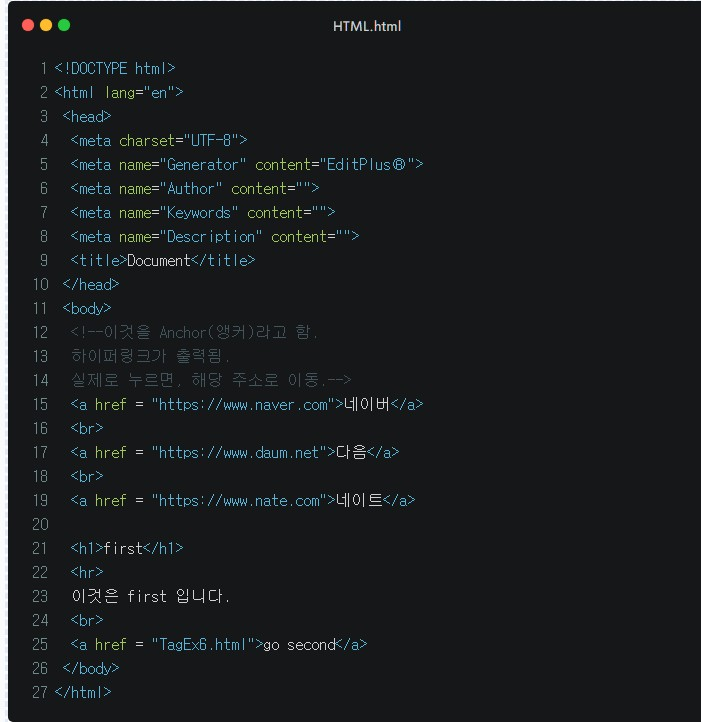 HTML.html
1 <!DOCTYPE html>
2 <html lang="en">
3 <head>
4 <meta charset="UTF-8">
5 <meta name="Generator" content="EditPlus®">
6 <meta name="Author" content="">
7 <meta name="Keywords" content="">
8 <meta name="Description" content="">
9 <title>Document</title>
10 </head>
11 <body>
12 <!--이것을 Anchor(앵커)라고 함.
13 하이퍼링크가 출력됨.
14 실제로 누르면, 해당 주소로 이동.-->
15 <a href = "https://www.naver.com">네이버</a>
16 <br>
17 <a href = "https://www.daum.net">다음</a>
18 <br>
19 <a href = "https://www.nate.com">네이트</a>
20
21 <h1>first</h1>
22 <hr>
23 이것은 first 입니다.
24 <br>
25 <a href = "TagEx6.html">go second</a>
26 </body>
27 </html>